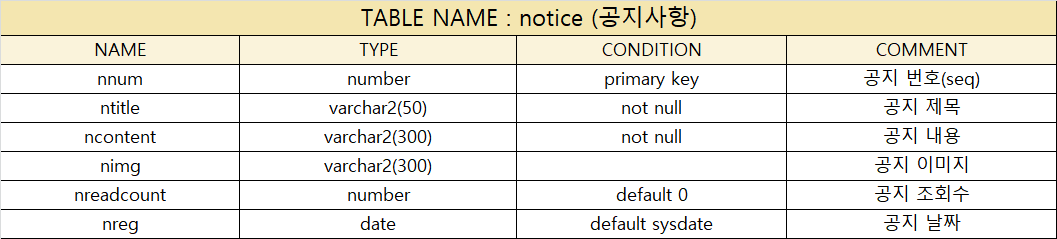 TABLE NAME : notice (공지사항)
NAME TYPE CONDITION COMMENT
nnum number primary key 공지 번호(seq)
ntitle varchar2(50) not null 공지 제목
ncontent varchar2(300) not null 공지 내용
nimg varchar2(300) 공지 이미지
nreadcount number default 0 공지 조회수
nreg date default sysdate 공지 날짜